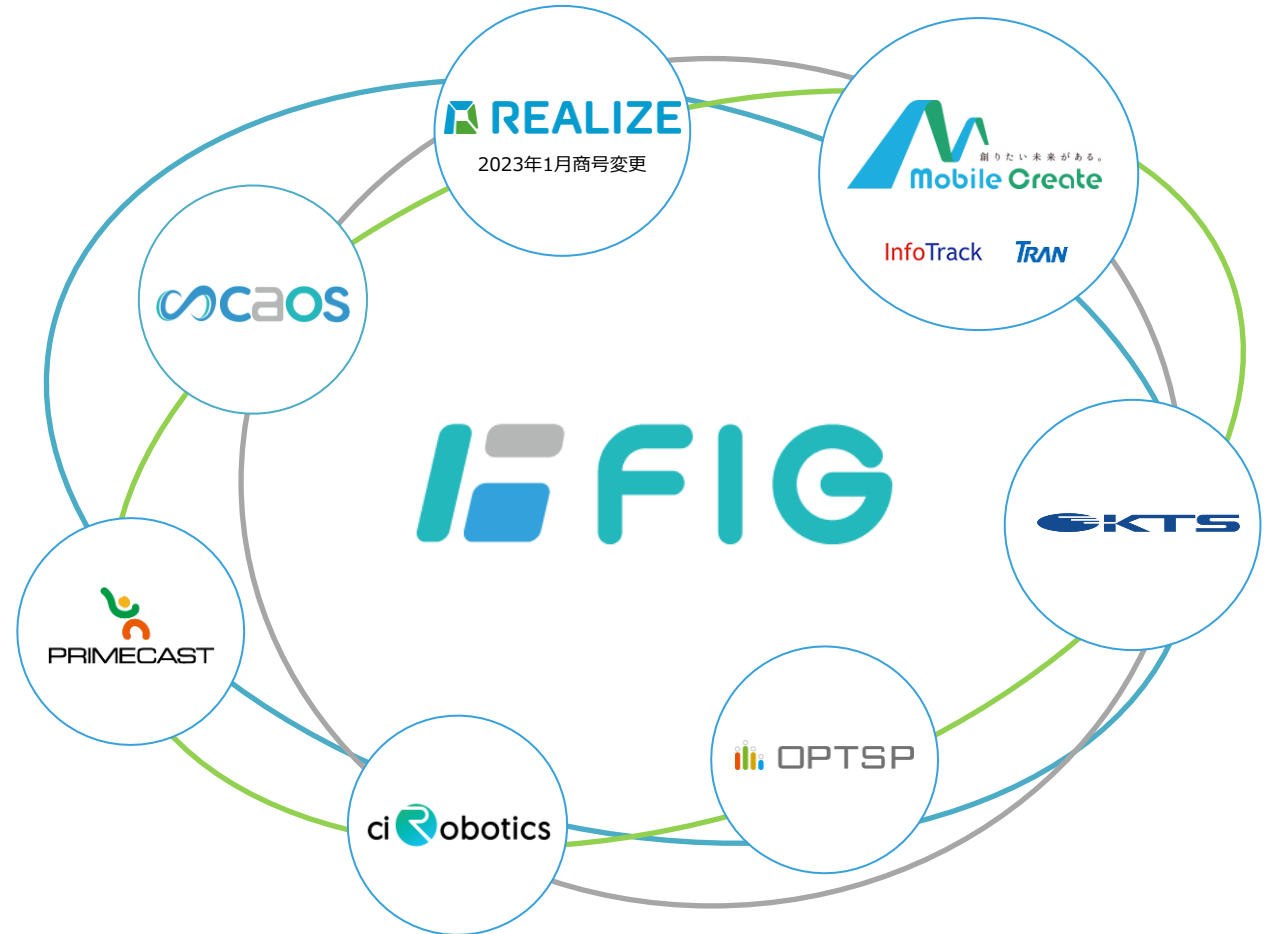 REALIZE
2023年1月商号変更
創りたい未来がある。
Mobile Create
InfoTrack TRAN
caos
FIG
KTS
PRIMECAST
OPTSP
ciRobotics